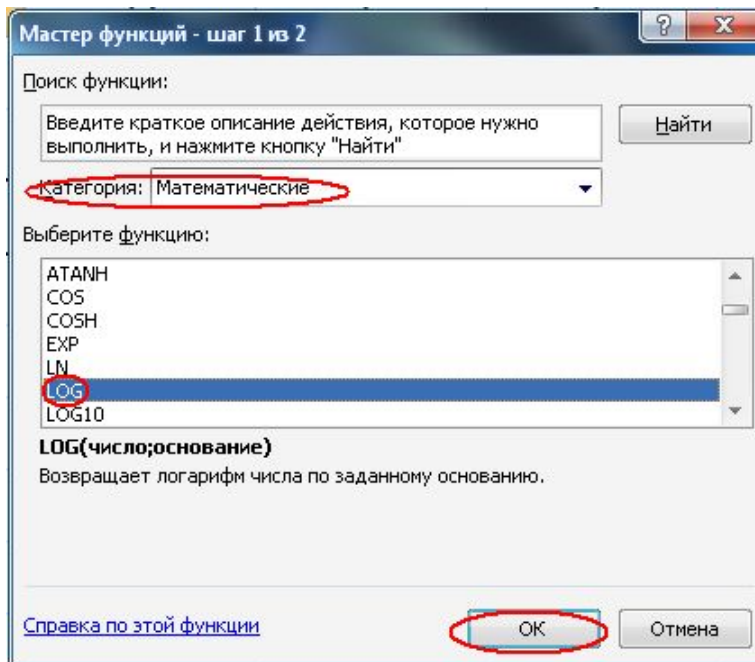 Мастер функций - шаг 1 из 2
Поиск функции:
Введите краткое описание действия, которое нужно
выполнить, и нажмите кнопку "Найти"
Найти
Категория: Математические
Выберите функцию:
ATANH
COS
COSH
EXP
LN
LOG
LOG10
LOG(число;основание)
Возвращает логарифм числа по заданному основанию.
Справка по этой функции
ОК
Отмена